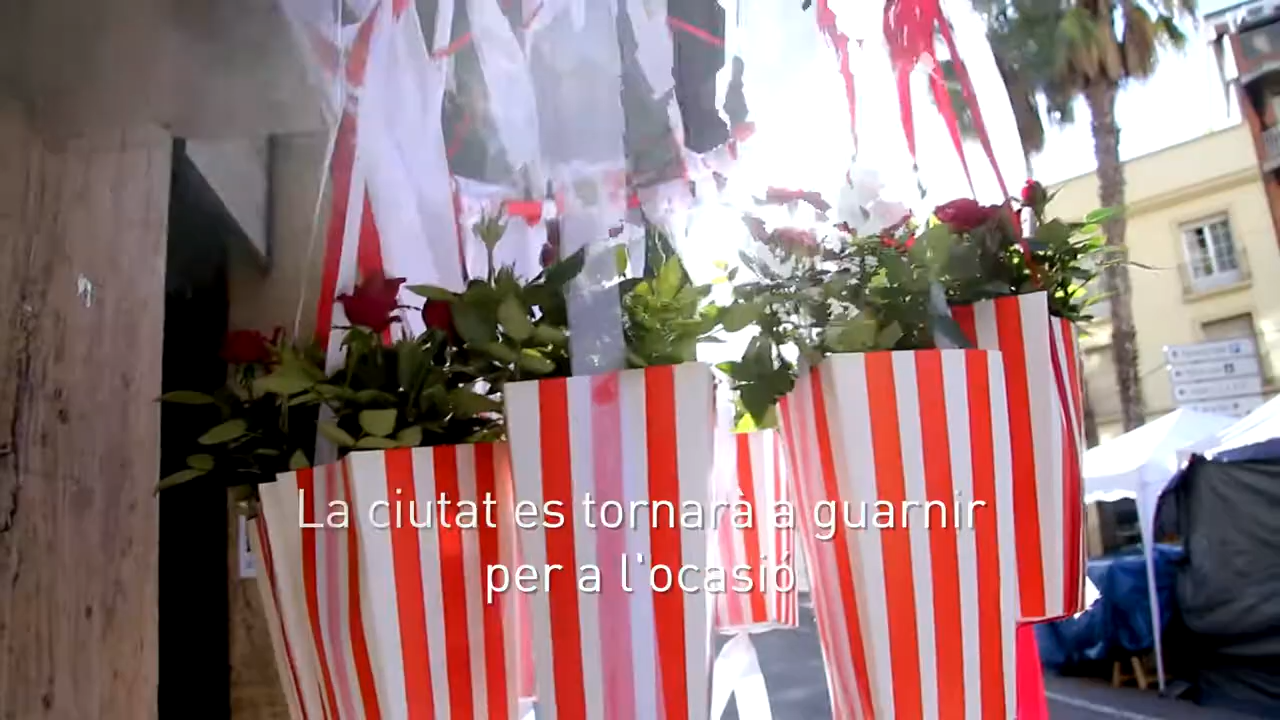 La ciutat es tornarà a guarnir
per a l'ocasió